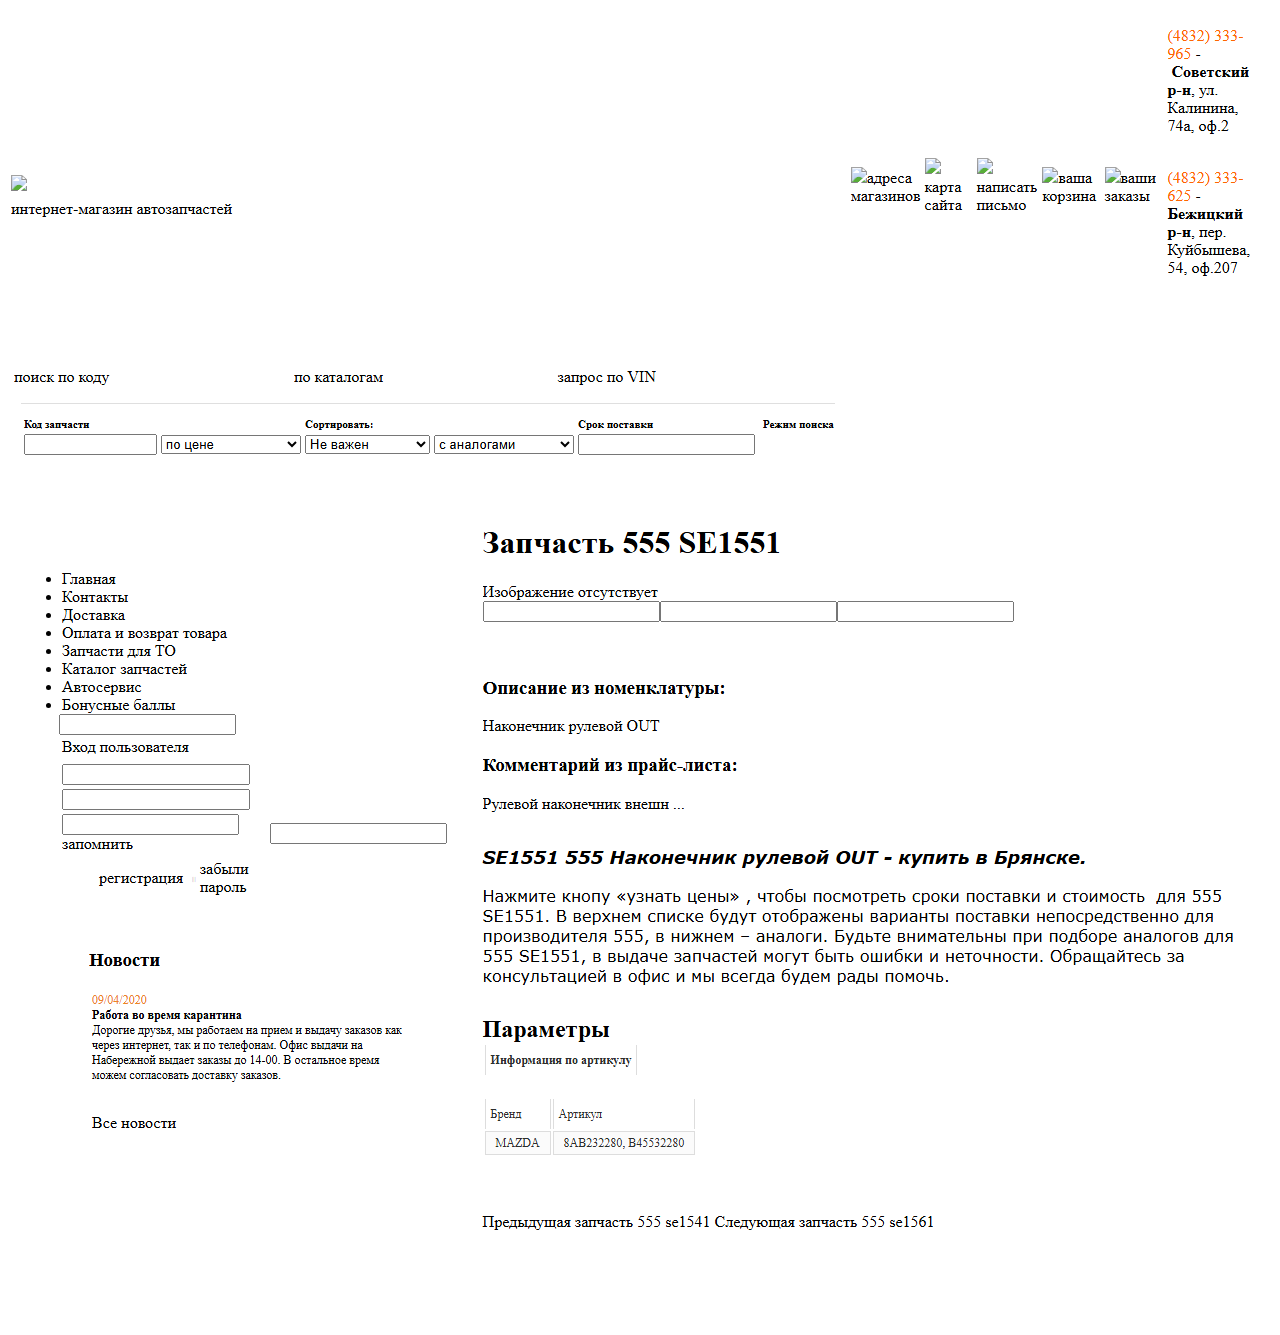 (4832) 333-
965 -
Советский
р-н, ул.
Калинина,
74а, оф.2
(4832) 333-
625 -
Бежицкий
р-н, пер.
Куйбышева,
54, оф.207
адреса
магазинов
карта
сайта
написать
письмо
ваша
корзина
ваши
заказы
интернет-магазин автозапчастей
поиск по коду
по каталогам
запрос по VIN
Код запчасти
Сортировать:
Срок поставки
Режим поиска
по цене
Не важен
с аналогами
Главная
Контакты
Доставка
Оплата и возврат товара
Запчасти для ТО
Каталог запчастей
Автосервис
Бонусные баллы
Вход пользователя
запомнить
регистрация
забыли
пароль
Новости
09/04/2020
Работа во время карантина
Дорогие друзья, мы работаем на прием и выдачу заказов как
через интернет, так и по телефонам. Офис выдачи на
Набережной выдает заказы до 14-00. В остальное время
можем согласовать доставку заказов.
Все новости
Запчасть 555 SE1551
Изображение отсутствует
Описание из номенклатуры:
Наконечник рулевой OUT
Комментарий из прайс-листа:
Рулевой наконечник внешн ...
SE1551 555 Наконечник рулевой OUT - купить в Брянске.
Нажмите кнопу «узнать цены» , чтобы посмотреть сроки поставки и стоимость  для 555
SE1551. В верхнем списке будут отображены варианты поставки непосредственно для
производителя 555, в нижнем – аналоги. Будьте внимательны при подборе аналогов для
555 SE1551, в выдаче запчастей могут быть ошибки и неточности. Обращайтесь за
консультацией в офис и мы всегда будем рады помочь.
Параметры
Информация по артикулу
Бренд
Артикул
MAZDA
8AB232280, B45532280
Предыдущая запчасть 555 se1541 Следующая запчасть 555 se1561